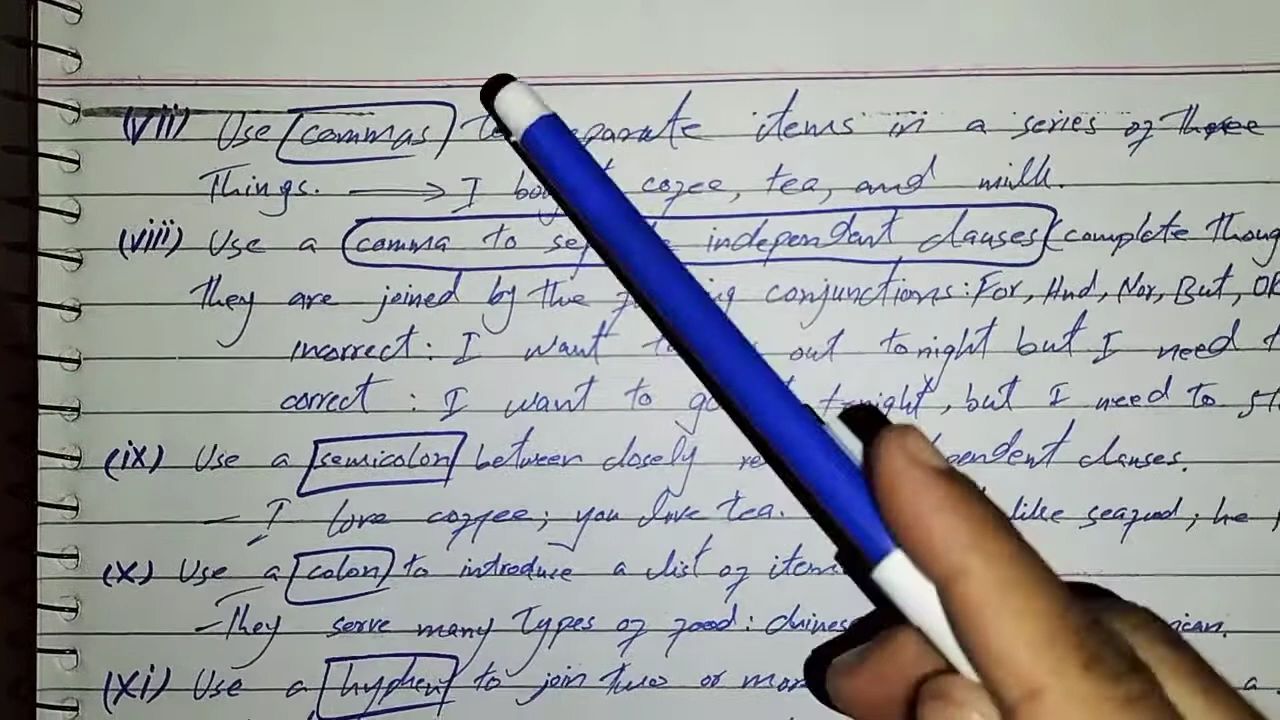 (vii) Use commas to separate items in a series of Three
Things. → I bought cofee, tea, and milk.
(viii) Use a comma to separate independent clauses (complete
They are joined by the conjunctions: For, And, Nor, But, OR
incorrect: I want to out tonight but I need
correct : I want to go tonight, but I need to
(ix) Use a semicolon between closely clauses.
- I love coffee; you love tea. like seafood; he
(x) Use a colon to introduce a list of items
- They serve many types of food:
(xi) Use a hyphen to join two or more a